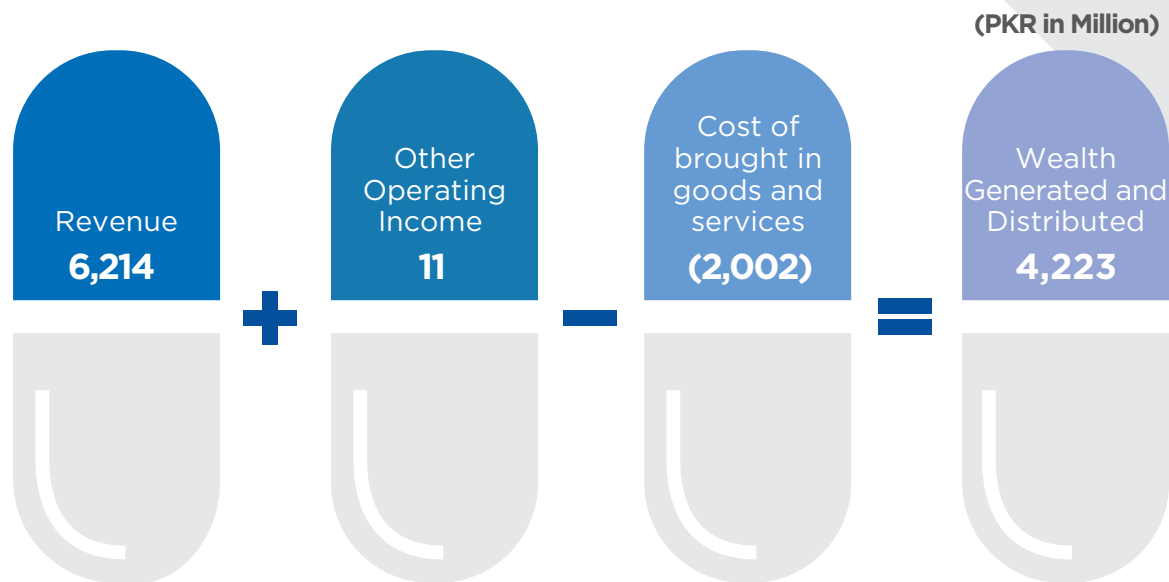 (PKR in Million)
Revenue
6,214
+
Other
Operating
Income
11
−
Cost of
brought in
goods and
services
(2,002)
=
Wealth
Generated and
Distributed
4,223